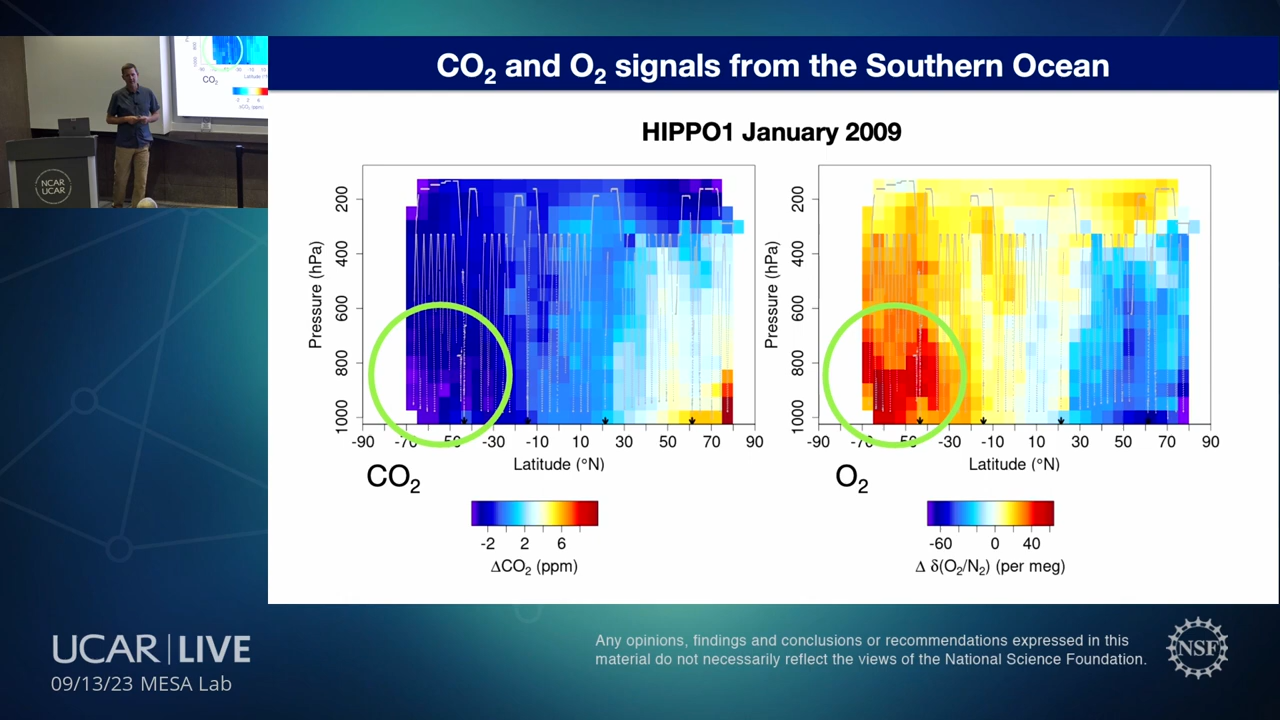 CO₂ and O₂ signals from the Southern Ocean
HIPPO1 January 2009
CO₂
NCAR
UCAR
Pressure (hPa)
200
400
600
800
1000
-90 -70 -50 -30 -10 10 30 50 70 90
Latitude (°N)
CO₂
-2 2 6
ΔCO₂ (ppm)
Pressure (hPa)
200
400
600
800
1000
-90 -70 -50 -30 -10 10 30 50 70 90
Latitude (°N)
O₂
-60 0 40
Δ δ(O₂/N₂) (per meg)
UCAR | LIVE
09/13/23 MESA Lab
Any opinions, findings and conclusions or recommendations expressed in this
material do not necessarily reflect the views of the National Science Foundation.
NSF